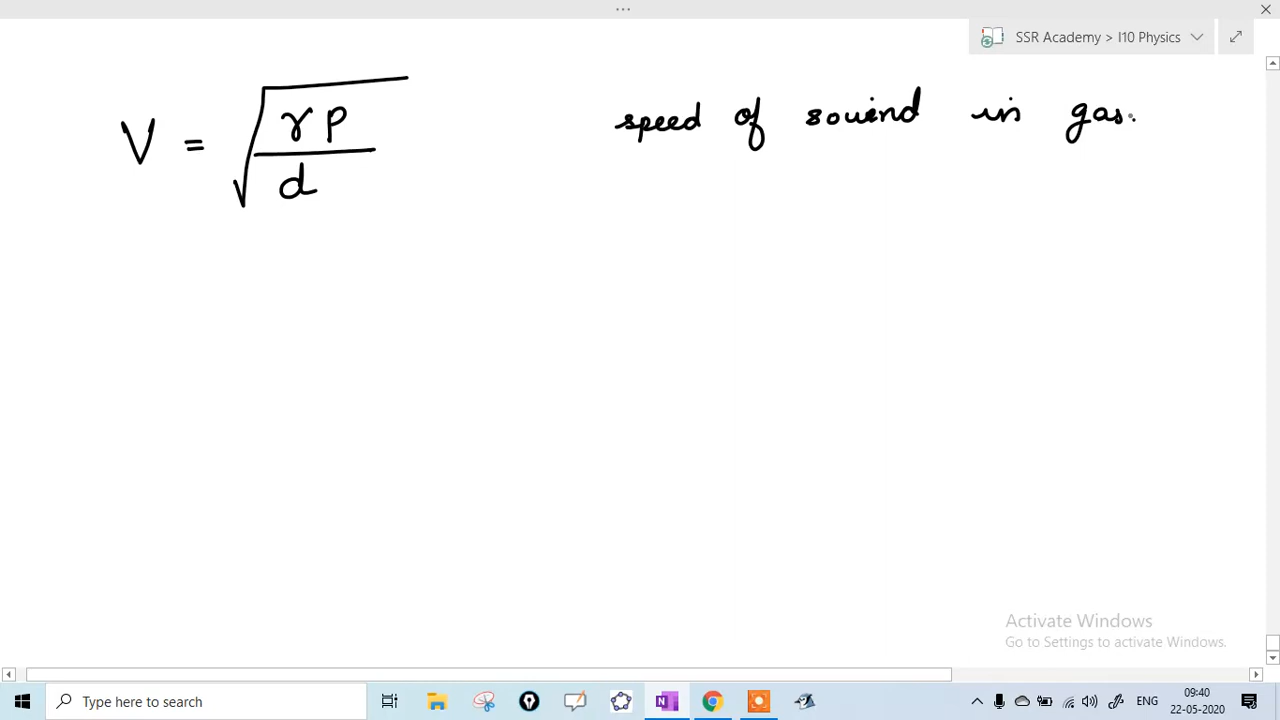 SSR Academy > I10 Physics
V = √(γP/d) speed of souind in gas.
Activate Windows
Go to Settings to activate Windows.
Type here to search
N
ENG
09:40
22-05-2020